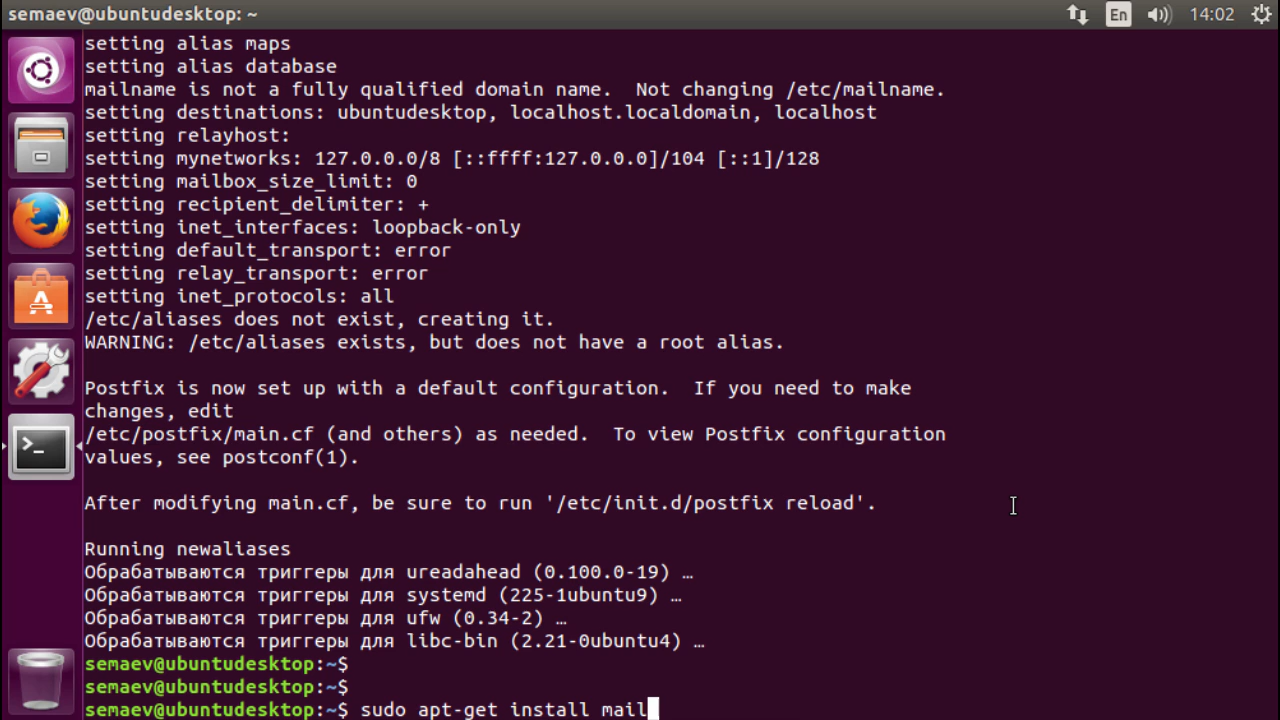 semaev@ubuntudesktop: ~
En
14:02
setting alias maps
setting alias database
mailname is not a fully qualified domain name.  Not changing /etc/mailname.
setting destinations: ubuntudesktop, localhost.localdomain, localhost
setting relayhost:
setting mynetworks: 127.0.0.0/8 [::ffff:127.0.0.0]/104 [::1]/128
setting mailbox_size_limit: 0
setting recipient_delimiter: +
setting inet_interfaces: loopback-only
setting default_transport: error
setting relay_transport: error
setting inet_protocols: all
/etc/aliases does not exist, creating it.
WARNING: /etc/aliases exists, but does not have a root alias.
Postfix is now set up with a default configuration.  If you need to make
changes, edit
/etc/postfix/main.cf (and others) as needed.  To view Postfix configuration
values, see postconf(1).
After modifying main.cf, be sure to run '/etc/init.d/postfix reload'.
Running newaliases
Обрабатываются триггеры для ureadahead (0.100.0-19) …
Обрабатываются триггеры для systemd (225-1ubuntu9) …
Обрабатываются триггеры для ufw (0.34-2) …
Обрабатываются триггеры для libc-bin (2.21-0ubuntu4) …
semaev@ubuntudesktop:~$
semaev@ubuntudesktop:~$
semaev@ubuntudesktop:~$ sudo apt-get install mail